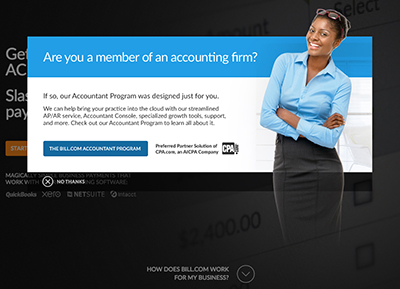 Select
Get
AC
Are you a member of an accounting firm?
Slas
pay
If so, our Accountant Program was designed just for you.
We can help bring your practice into the cloud with our streamlined
AP/AR service, Accountant Console, specialized growth tools, support,
and more. Check out our Accountant Program to learn all about it.
THE BILL.COM ACCOUNTANT PROGRAM
Preferred Partner Solution of
CPA.com, an AICPA Company
CPA
MAGICALLY
PAYMENTS THAT
WORK WITH
NG SOFTWARE:
NO THANKS
QuickBooks xero NETSUITE intacct
2,400.00
HOW DOES BILL.COM WORK
FOR MY BUSINESS?